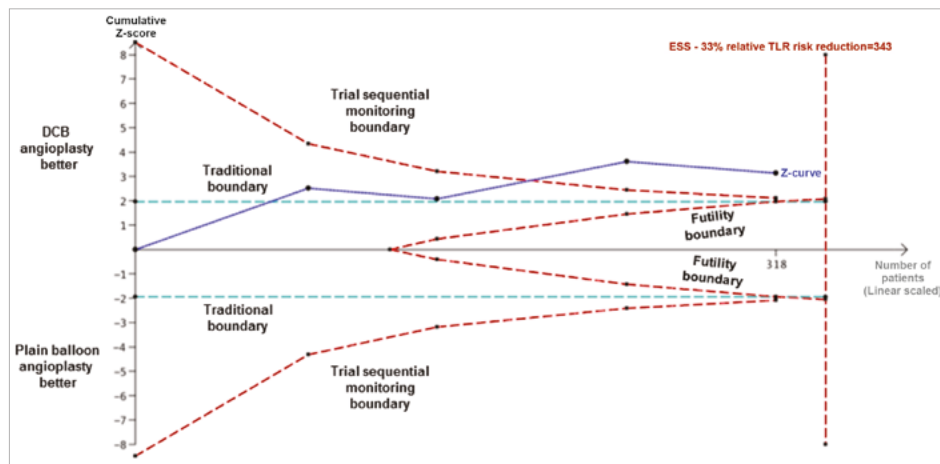 Cumulative
Z-score
ESS - 33% relative TLR risk reduction=343
8
7
6
5
4
3
2
1
-1
-2
-3
-4
-5
-6
-7
-8
DCB
angioplasty
better
Trial sequential
monitoring
boundary
Traditional
boundary
Z-curve
Futility
boundary
Futility
boundary
318
Number of
patients
(Linear scaled)
Traditional
boundary
Plain balloon
angioplasty
better
Trial sequential
monitoring
boundary